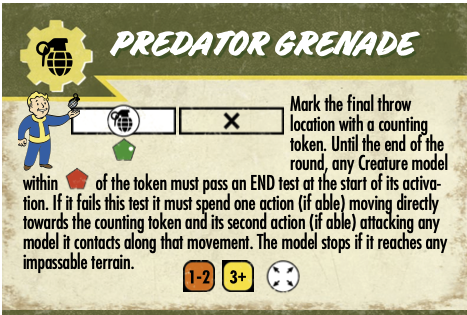 PREDATOR GRENADE
×
Mark the final throw
location with a counting
token. Until the end of the
round, any Creature model
within of the token must pass an END test at the start of its activa-
tion. If it fails this test it must spend one action (if able) moving directly
towards the counting token and its second action (if able) attacking any
model it contacts along that movement. The model stops if it reaches any
impassable terrain.
1-2 3+